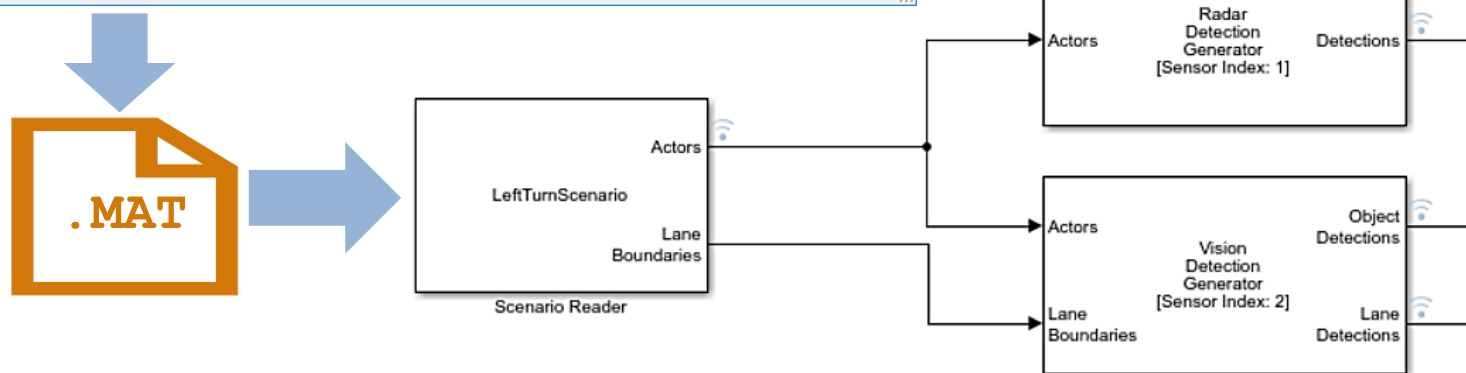 .MAT
LeftTurnScenario
Actors
Lane
Boundaries
Scenario Reader
Actors
Radar
Detection
Generator
[Sensor Index: 1]
Detections
Actors
Lane
Boundaries
Vision
Detection
Generator
[Sensor Index: 2]
Object
Detections
Lane
Detections